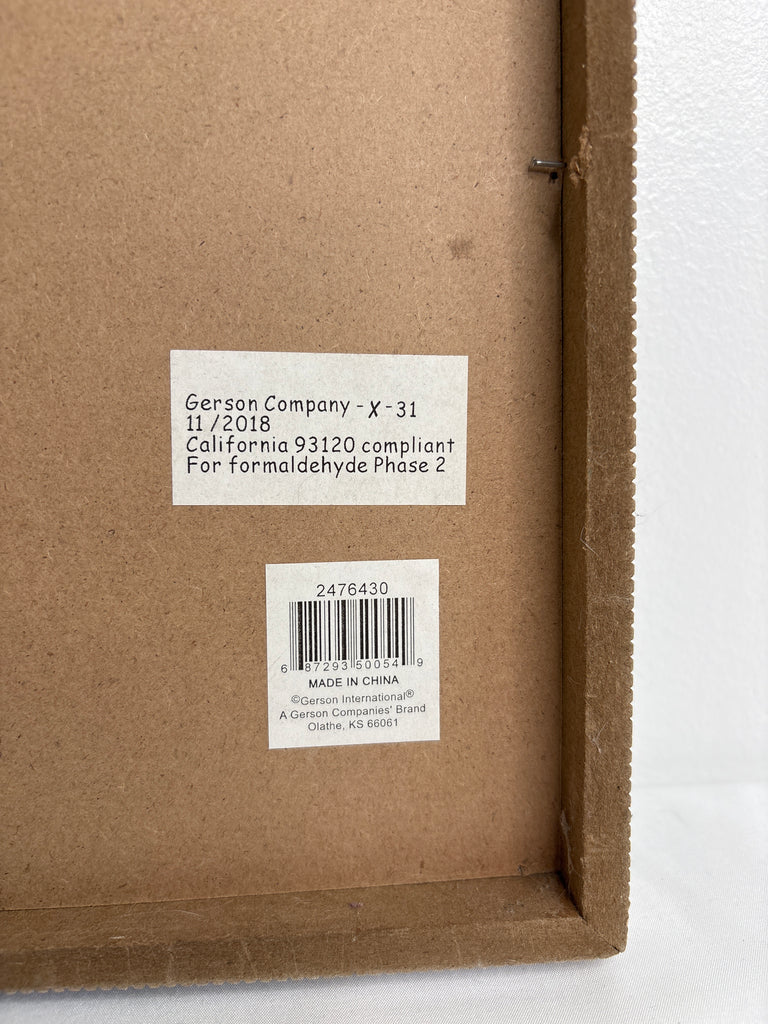 Gerson Company - X - 31
11/2018
California 93120 compliant
For formaldehyde Phase 2
2476430
6 87293 50054 9
MADE IN CHINA
©Gerson International®
A Gerson Companies' Brand
Olathe, KS 66061